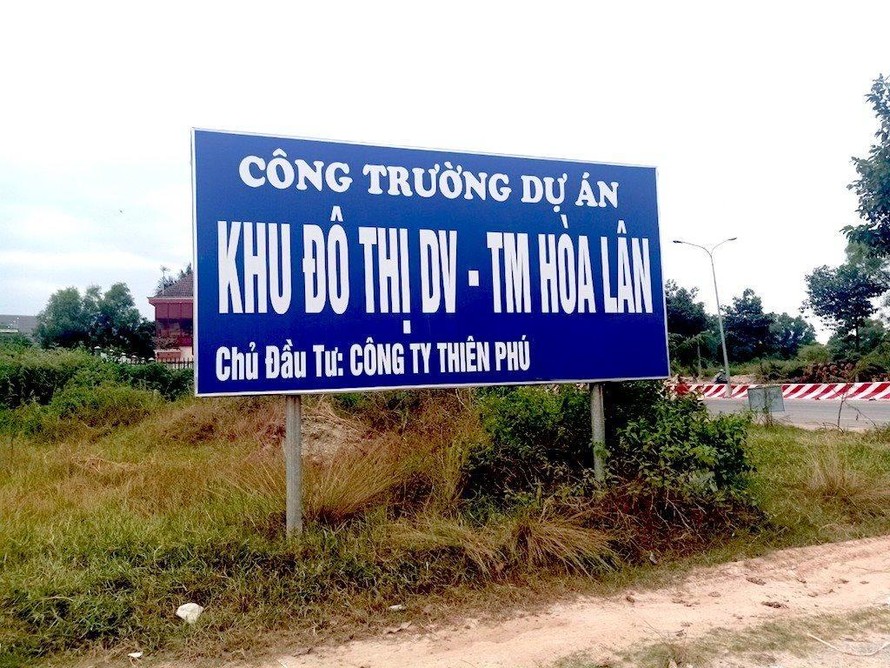 CÔNG TRƯỜNG DỰ ÁN
KHU ĐÔ THỊ DV - TM HÒA LÂN
Chủ Đầu Tư: CÔNG TY THIÊN PHÚ